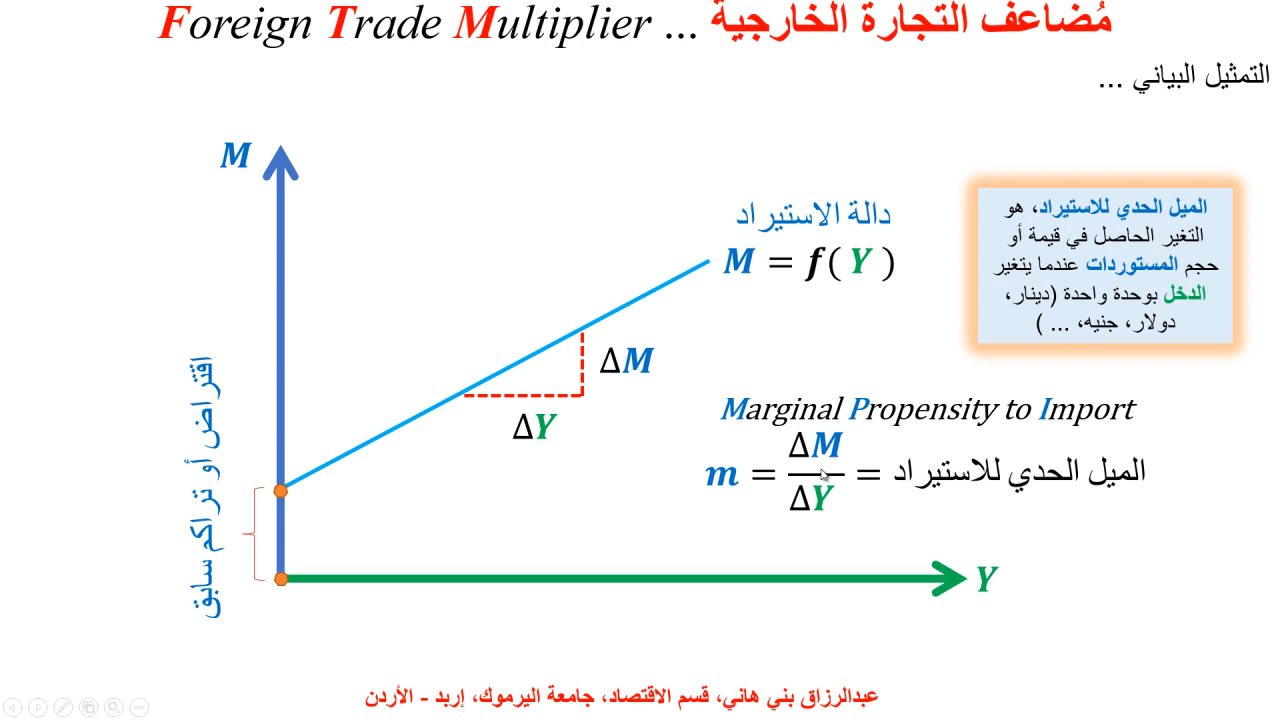 مُضاعف التجارة الخارجية ... Foreign Trade Multiplier
التمثيل البياني ...
M
دالة الاستيراد
M = f( Y )
الميل الحدي للاستيراد، هو
التغير الحاصل في قيمة أو
حجم المستوردات عندما يتغير
الدخل بوحدة واحدة (دينار،
دولار، جنيه، ... )
ΔM
ΔY
اقتراض أو تراكم سابق
Marginal Propensity to Import
m = ΔM/ΔY = الميل الحدي للاستيراد
Y
عبدالرزاق بني هاني، قسم الاقتصاد، جامعة اليرموك، إربد - الأردن